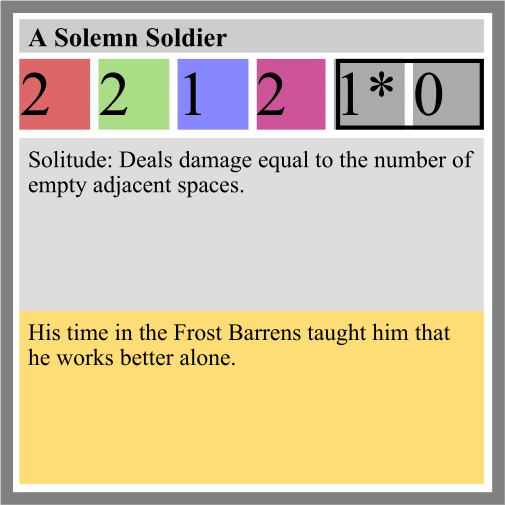 A Solemn Soldier
2 2 1 2 1* 0
Solitude: Deals damage equal to the number of
empty adjacent spaces.
His time in the Frost Barrens taught him that
he works better alone.